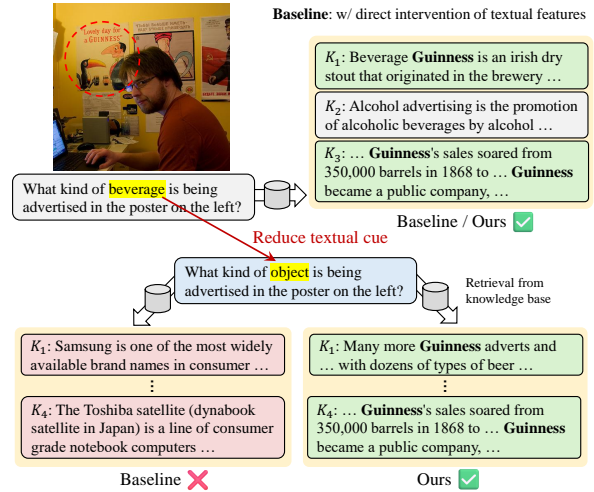 Baseline: w/ direct intervention of textual features
Lovely day
for a
GUINNESS
K1: Beverage Guinness is an irish dry
stout that originated in the brewery …
K2: Alcohol advertising is the promotion
of alcoholic beverages by alcohol …
K3: … Guinness's sales soared from
350,000 barrels in 1868 to … Guinness
became a public company, …
Baseline / Ours
What kind of beverage is being
advertised in the poster on the left?
Reduce textual cue
What kind of object is being
advertised in the poster on the left?
Retrieval from
knowledge base
K1: Samsung is one of the most widely
available brand names in consumer …
⋮
K4: The Toshiba satellite (dynabook
satellite in Japan) is a line of consumer
grade notebook computers …
Baseline
K1: Many more Guinness adverts and
… with dozens of types of beer …
⋮
K4: … Guinness's sales soared from
350,000 barrels in 1868 to … Guinness
became a public company, …
Ours